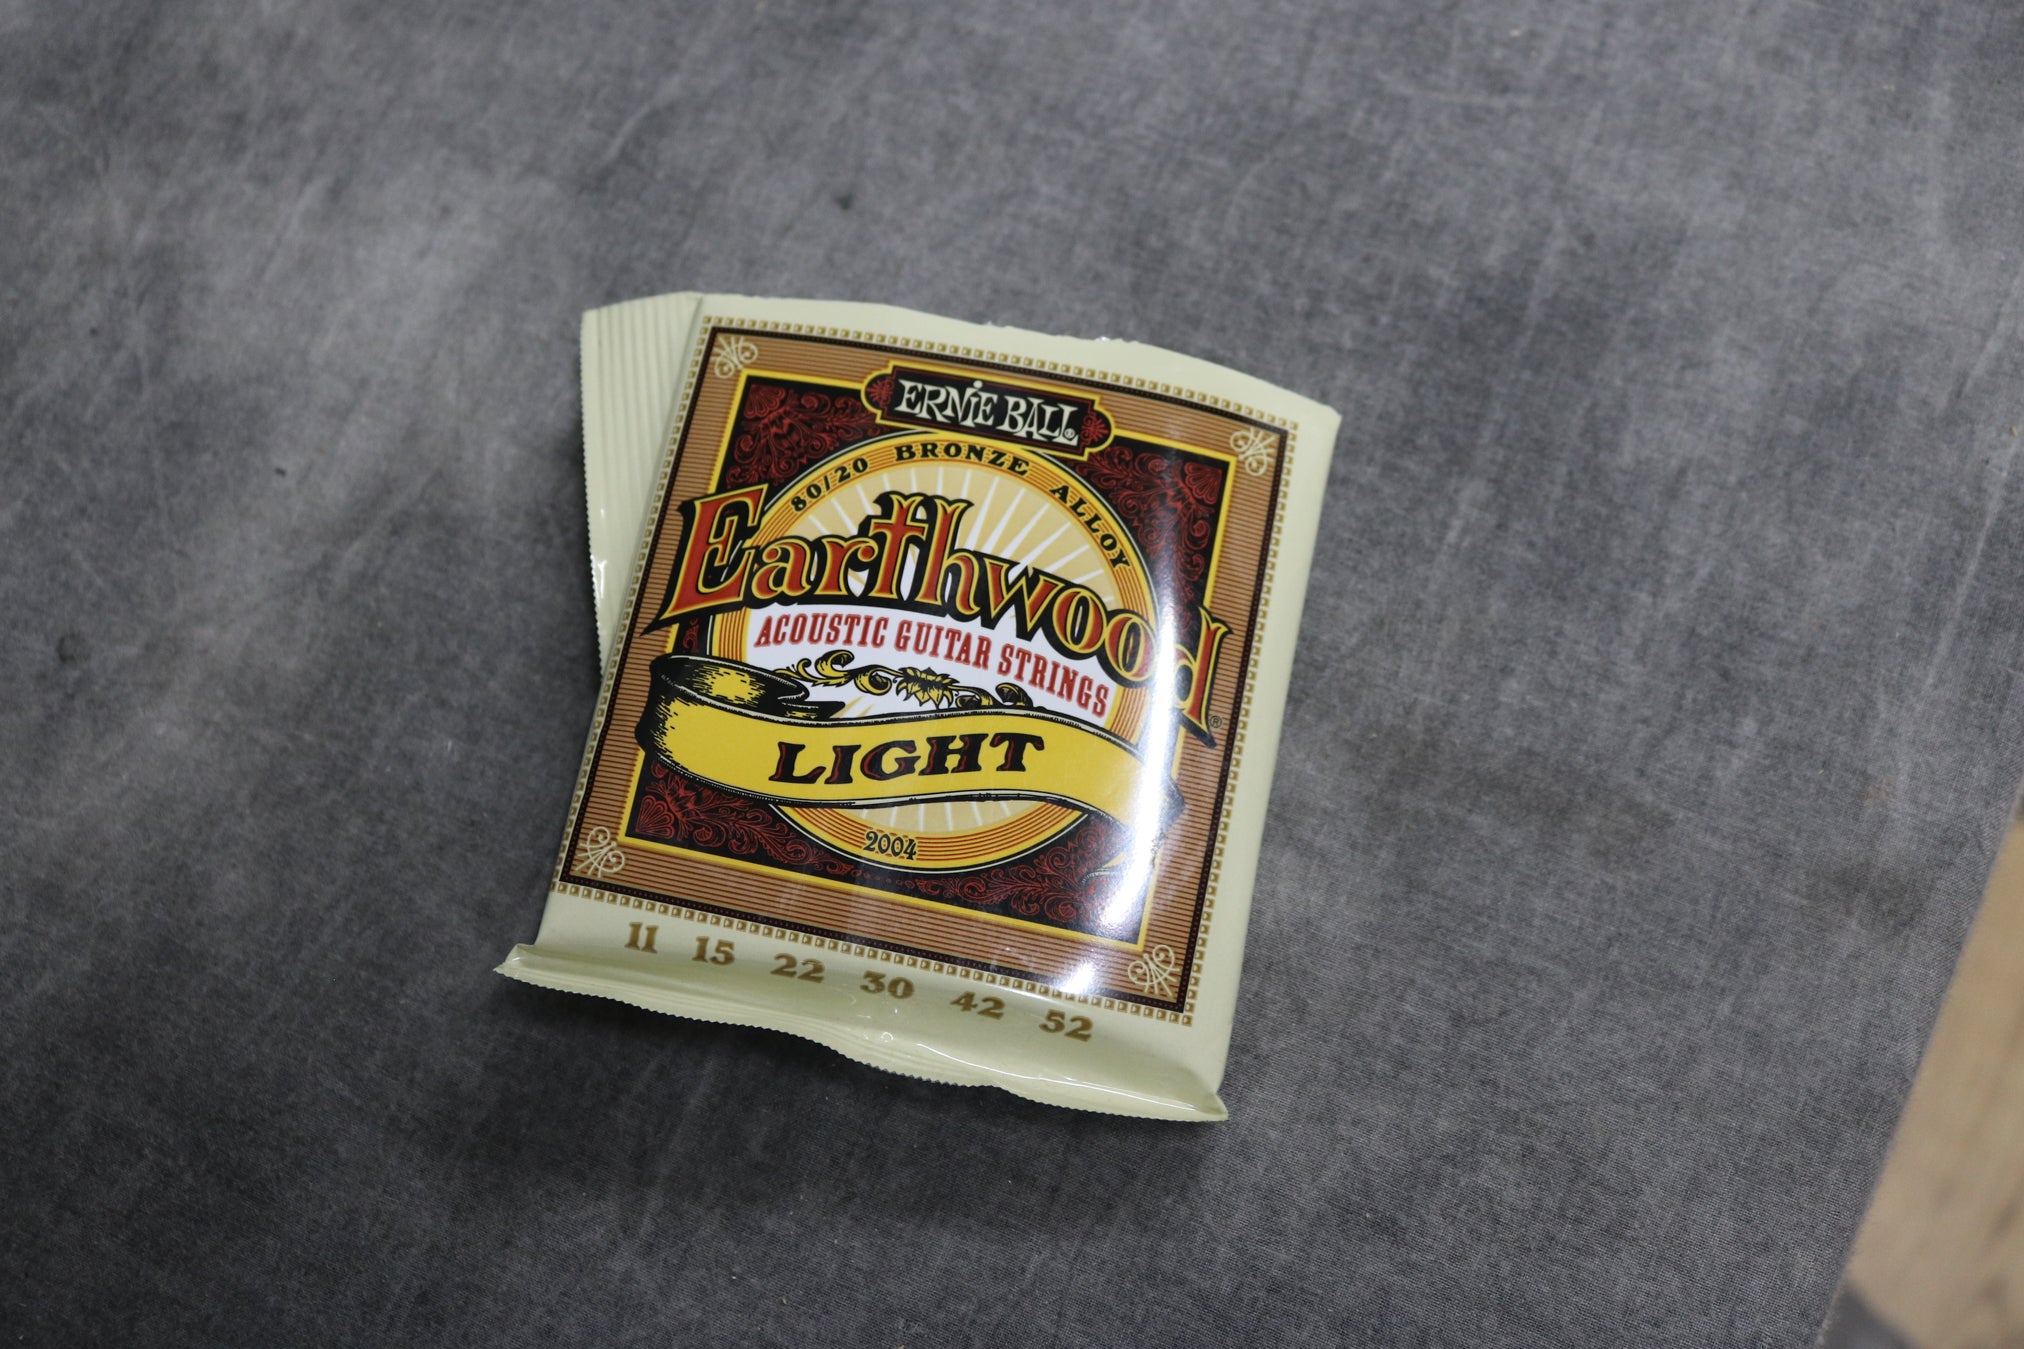 ERNIE BALL®
80/20 BRONZE ALLOY
Earthwood®
ACOUSTIC GUITAR STRINGS
LIGHT
2004
11 15 22 30 42 52